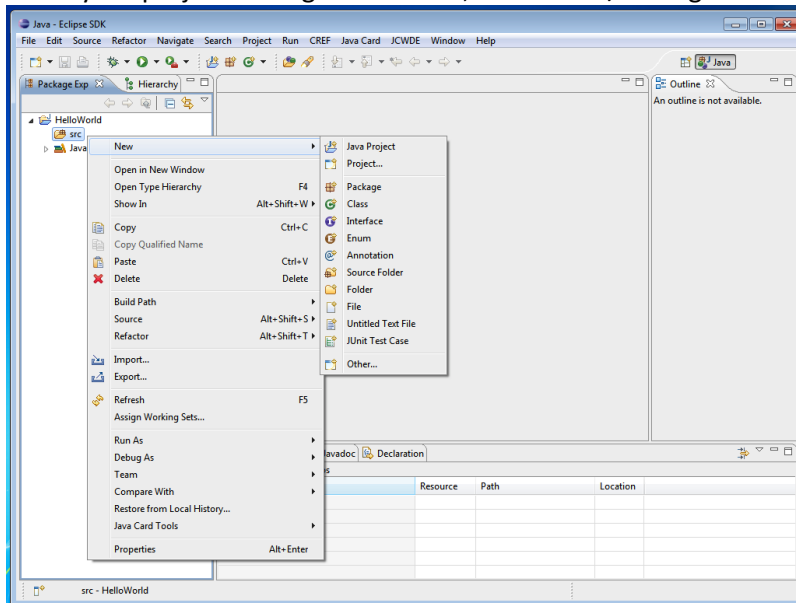 Java - Eclipse SDK
File Edit Source Refactor Navigate Search Project Run CREF Java Card JCWDE Window Help
Java
Package Exp Hierarchy
Outline
An outline is not available.
HelloWorld
src
Java
New
Open in New Window
Open Type Hierarchy F4
Show In Alt+Shift+W
Copy Ctrl+C
Copy Qualified Name
Paste Ctrl+V
Delete Delete
Build Path
Source Alt+Shift+S
Refactor Alt+Shift+T
Import...
Export...
Refresh F5
Assign Working Sets...
Run As
Debug As
Team
Compare With
Restore from Local History...
Java Card Tools
Properties Alt+Enter
Java Project
Project...
Package
Class
Interface
Enum
Annotation
Source Folder
Folder
File
Untitled Text File
JUnit Test Case
Other...
Javadoc Declaration
Resource Path Location
src - HelloWorld